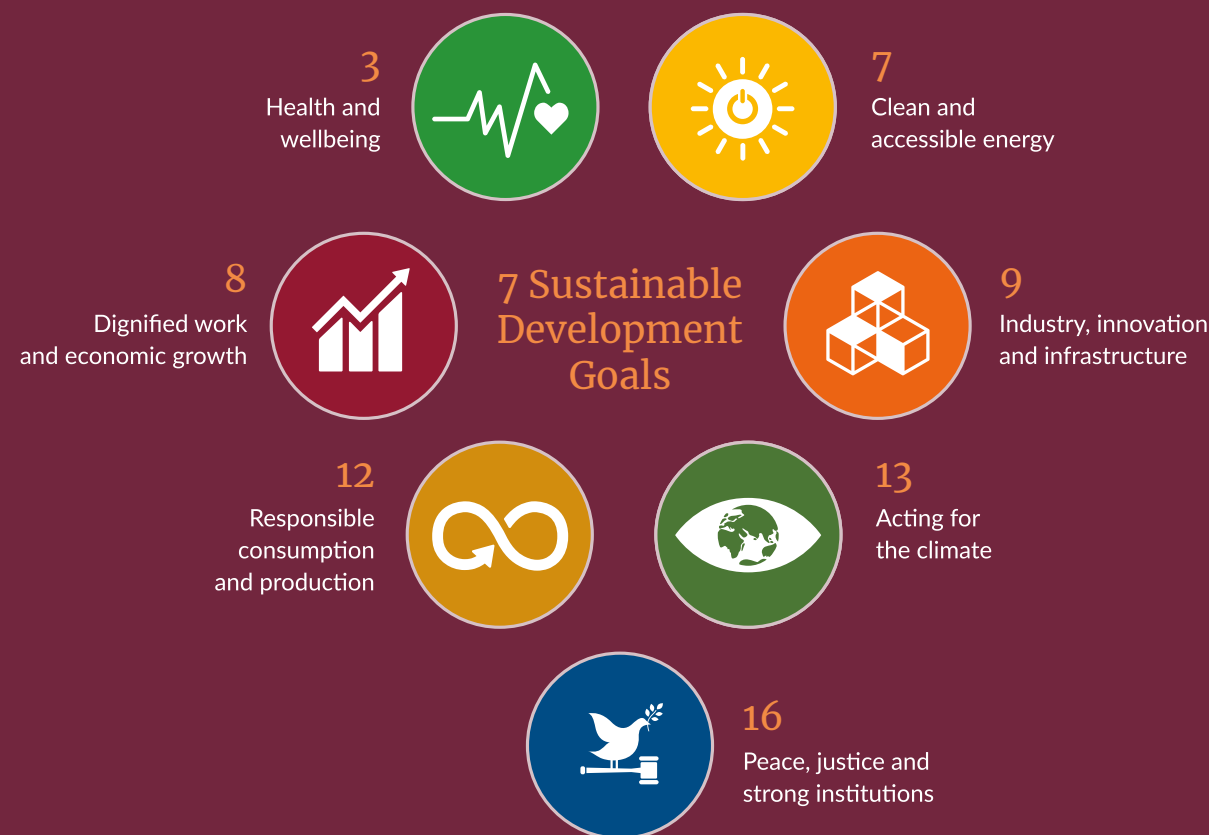 3
Health and
wellbeing
7
Clean and
accessible energy
8
Dignified work
and economic growth
7 Sustainable
Development
Goals
9
Industry, innovation
and infrastructure
12
Responsible
consumption
and production
13
Acting for
the climate
16
Peace, justice and
strong institutions